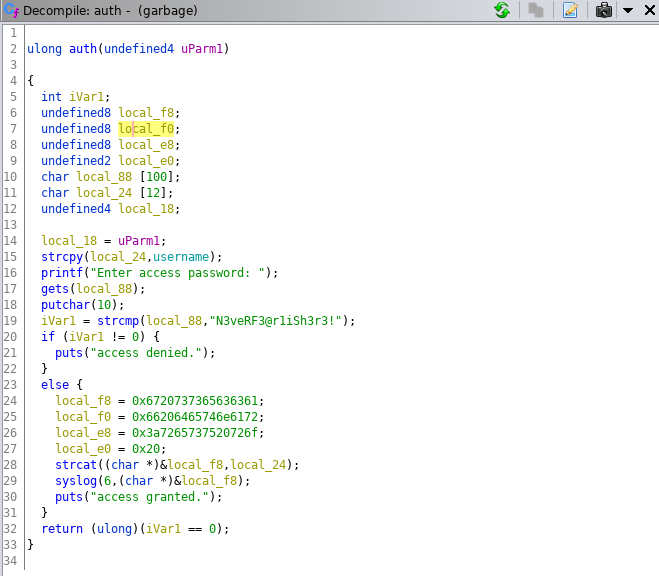 Decompile: auth - (garbage)
1
2 ulong auth(undefined4 uParm1)
3
4 {
5   int iVar1;
6   undefined8 local_f8;
7   undefined8 local_f0;
8   undefined8 local_e8;
9   undefined2 local_e0;
10   char local_88 [100];
11   char local_24 [12];
12   undefined4 local_18;
13
14   local_18 = uParm1;
15   strcpy(local_24,username);
16   printf("Enter access password: ");
17   gets(local_88);
18   putchar(10);
19   iVar1 = strcmp(local_88,"N3veRF3@r1iSh3r3!");
20   if (iVar1 != 0) {
21     puts("access denied.");
22   }
23   else {
24     local_f8 = 0x6720737365636361;
25     local_f0 = 0x66206465746e6172;
26     local_e8 = 0x3a7265737520726f;
27     local_e0 = 0x20;
28     strcat((char *)&local_f8,local_24);
29     syslog(6,(char *)&local_f8);
30     puts("access granted.");
31   }
32   return (ulong)(iVar1 == 0);
33 }
34